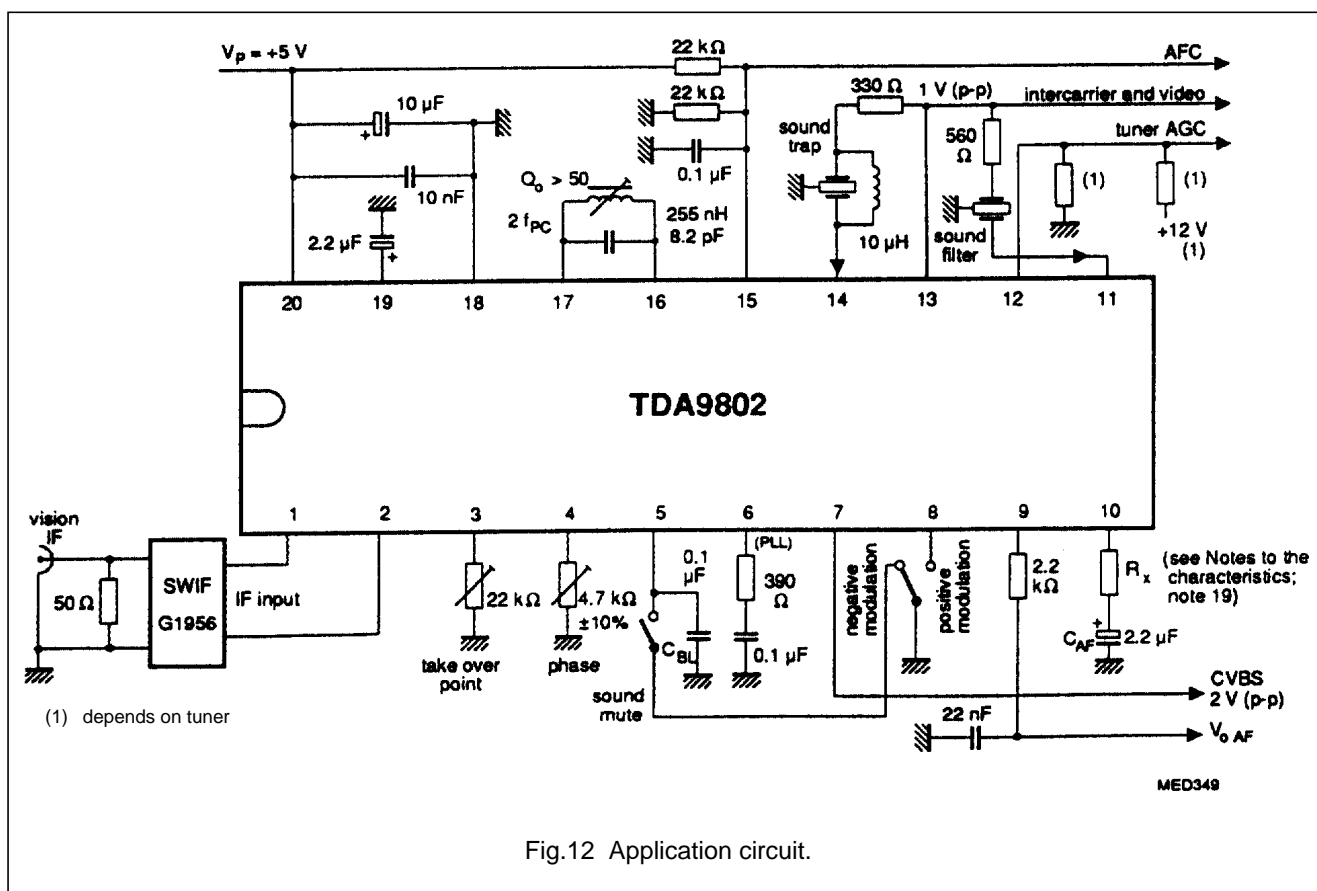 V_P = +5 V
22 kΩ
AFC
10 µF
+
22 kΩ
330 Ω
1 V (p-p)
intercarrier and video
sound
trap
560
Ω
tuner AGC
10 nF
Q_o > 50
0.1 µF
(1)
(1)
2.2 µF
+
2 f_PC
255 nH
8.2 pF
10 µH
sound
filter
+12 V
(1)
20 19 18 17 16 15 14 13 12 11
TDA9802
1 2 3 4 5 6 7 8 9 10
vision
IF
50 Ω
SWIF
G1956
IF input
22 kΩ
take over
point
4.7 kΩ
±10%
phase
0.1
µF
C_BL
sound
mute
(PLL)
390
Ω
0.1 µF
negative
modulation
positive
modulation
2.2
kΩ
R_x
(see Notes to the
characteristics;
note 19)
+
C_AF
2.2 µF
CVBS
2 V (p-p)
22 nF
V_o AF
(1) depends on tuner
MED349
Fig.12 Application circuit.